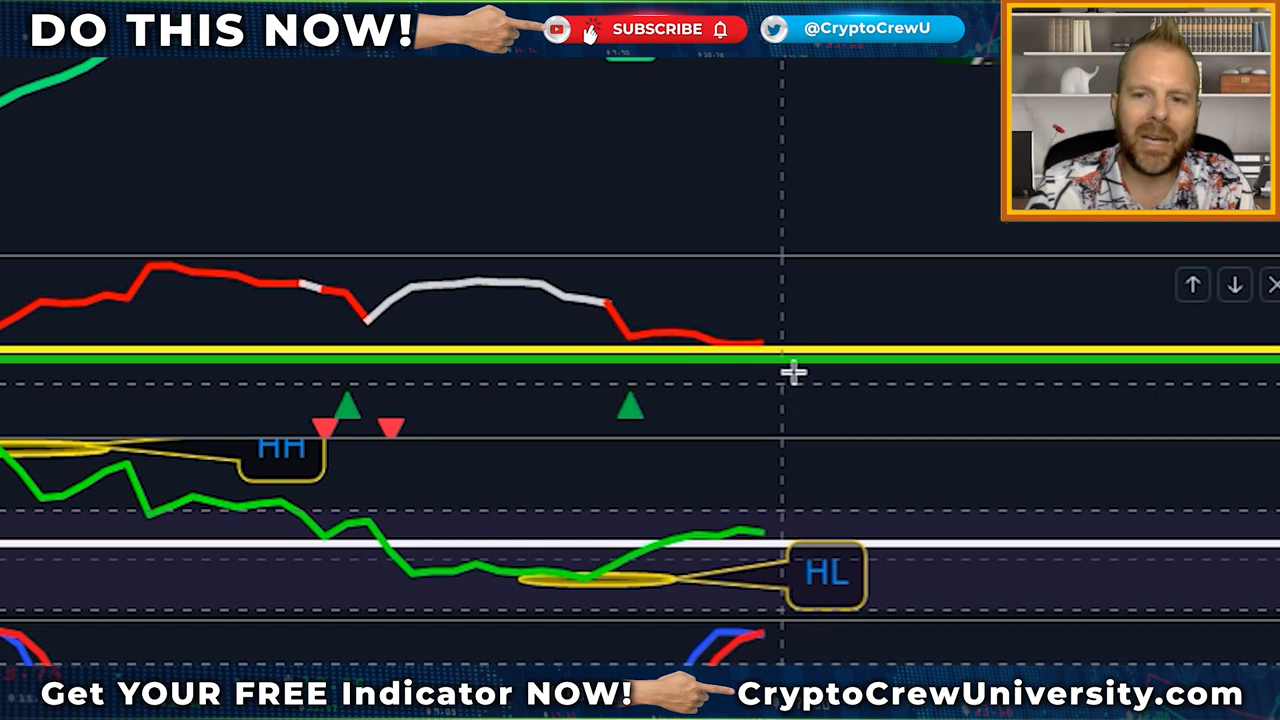 DO THIS NOW!
SUBSCRIBE
@CryptoCrewU
HH
HL
Get YOUR FREE Indicator NOW!
CryptoCrewUniversity.com